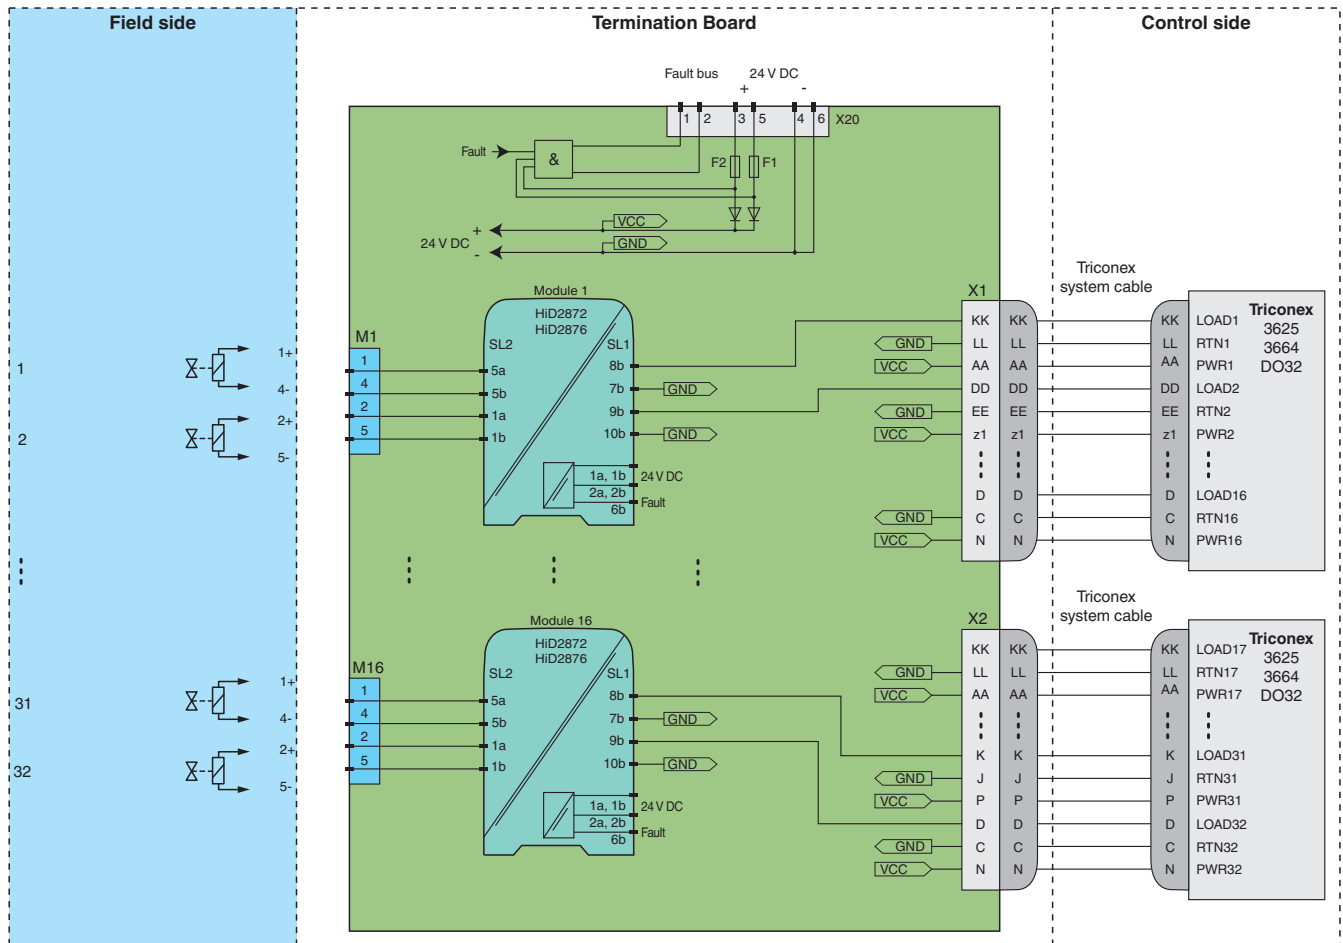 Field side
Termination Board
Control side
Fault bus
24 V DC
+
-
1 2 3 5 4 6 X20
Fault
&
F2
F1
VCC
+
24 V DC
-
GND
Module 1
HiD2872
HiD2876
SL2
SL1
M1
1
4
2
5
5a
5b
1a
1b
8b
7b
9b
10b
GND
GND
1a, 1b
2a, 2b
6b
24 V DC
Fault
1
1+
4-
2
2+
5-
X1
Triconex
system cable
KK KK KK LOAD1
GND LL LL LL RTN1
VCC AA AA AA PWR1
DD DD DD LOAD2
GND EE EE EE RTN2
VCC z1 z1 z1 PWR2
D D D LOAD16
GND C C C RTN16
VCC N N N PWR16
Triconex
3625
3664
DO32
Module 16
HiD2872
HiD2876
SL2
SL1
M16
1
4
2
5
5a
5b
1a
1b
8b
7b
9b
10b
GND
GND
1a, 1b
2a, 2b
6b
24 V DC
Fault
31
1+
4-
32
2+
5-
X2
Triconex
system cable
KK KK KK LOAD17
GND LL LL LL RTN17
VCC AA AA AA PWR17
K K K LOAD31
GND J J J RTN31
VCC P P P PWR31
D D D LOAD32
GND C C C RTN32
VCC N N N PWR32
Triconex
3625
3664
DO32